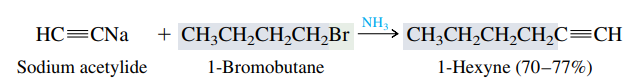 HC≡CNa + CH₃CH₂CH₂CH₂Br NH₃→ CH₃CH₂CH₂CH₂C≡CH
Sodium acetylide 1-Bromobutane 1-Hexyne (70–77%)